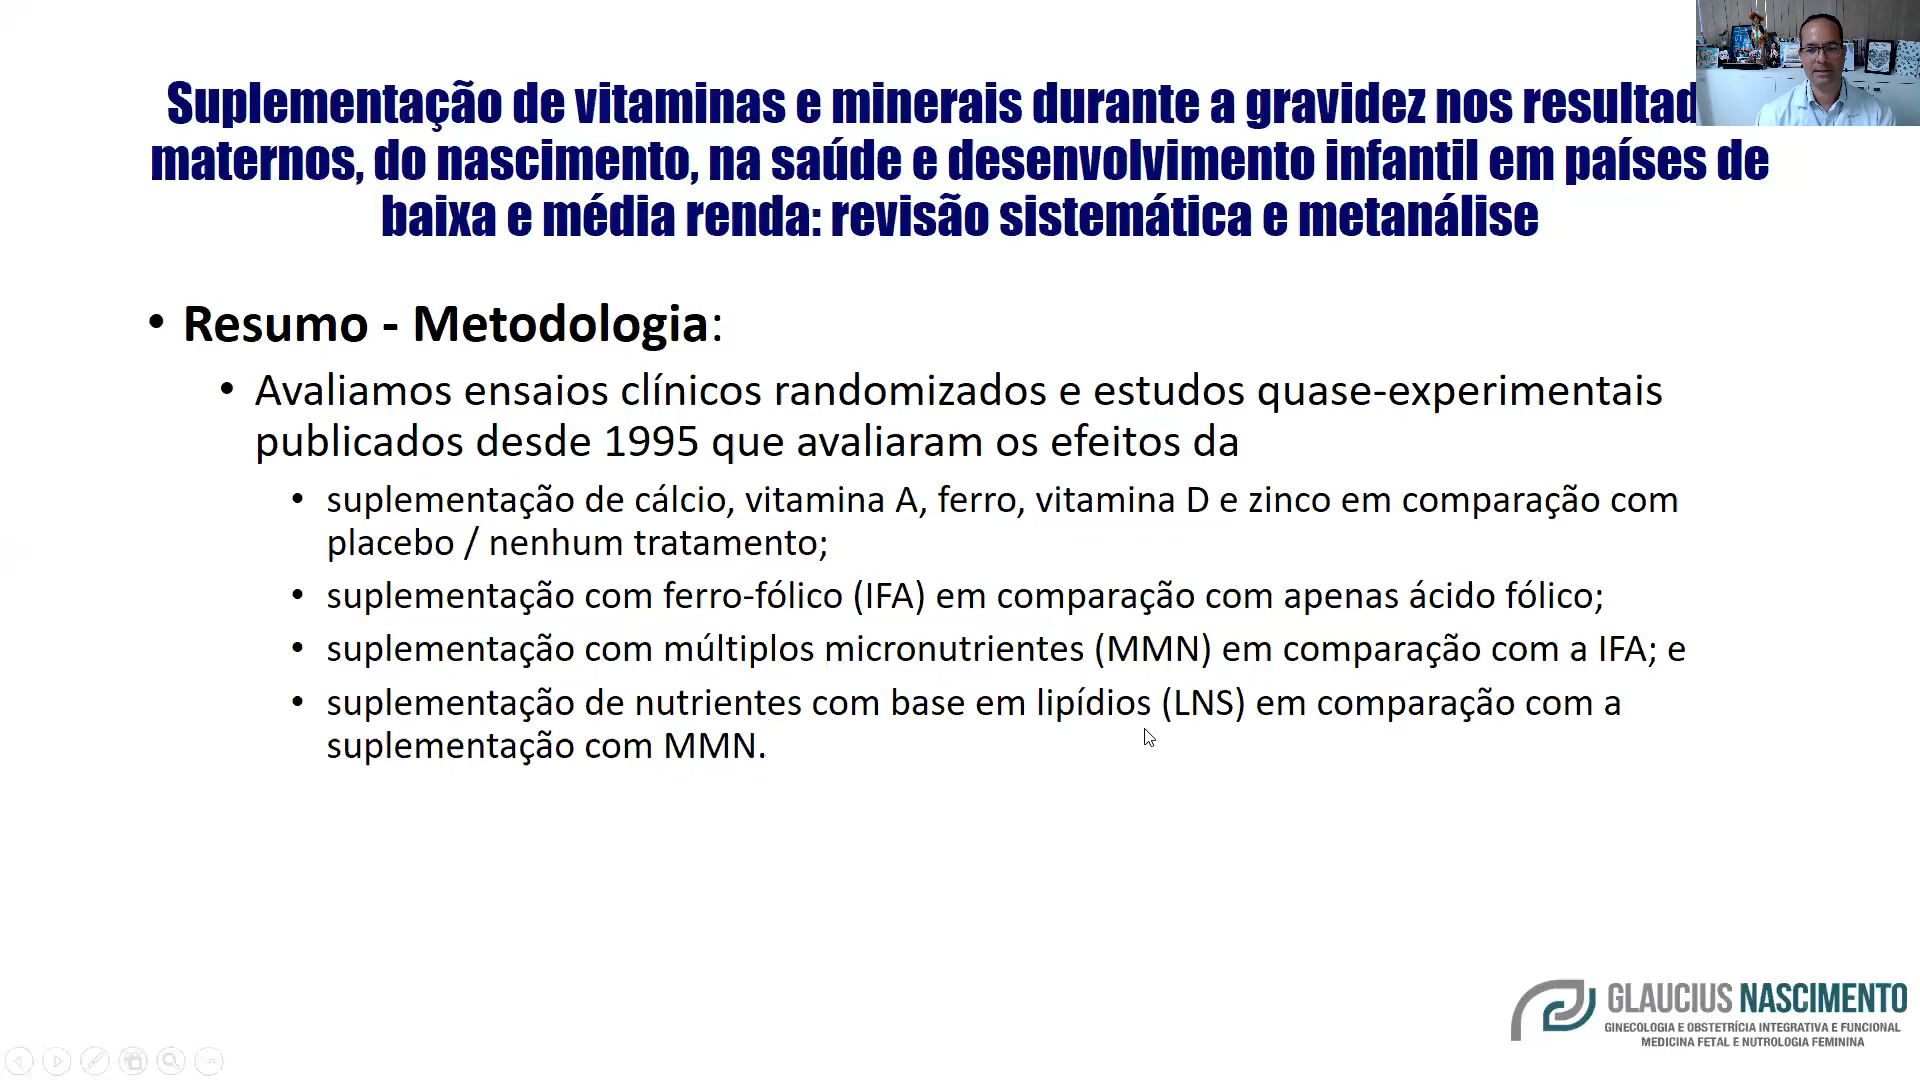 Suplementação de vitaminas e minerais durante a gravidez nos resultad
maternos, do nascimento, na saúde e desenvolvimento infantil em países de
baixa e média renda: revisão sistemática e metanálise
• Resumo - Metodologia:
• Avaliamos ensaios clínicos randomizados e estudos quase-experimentais
publicados desde 1995 que avaliaram os efeitos da
• suplementação de cálcio, vitamina A, ferro, vitamina D e zinco em comparação com
placebo / nenhum tratamento;
• suplementação com ferro-fólico (IFA) em comparação com apenas ácido fólico;
• suplementação com múltiplos micronutrientes (MMN) em comparação com a IFA; e
• suplementação de nutrientes com base em lipídios (LNS) em comparação com a
suplementação com MMN.
GLAUCIUS NASCIMENTO
GINECOLOGIA E OBSTETRÍCIA INTEGRATIVA E FUNCIONAL
MEDICINA FETAL E NUTROLOGIA FEMININA